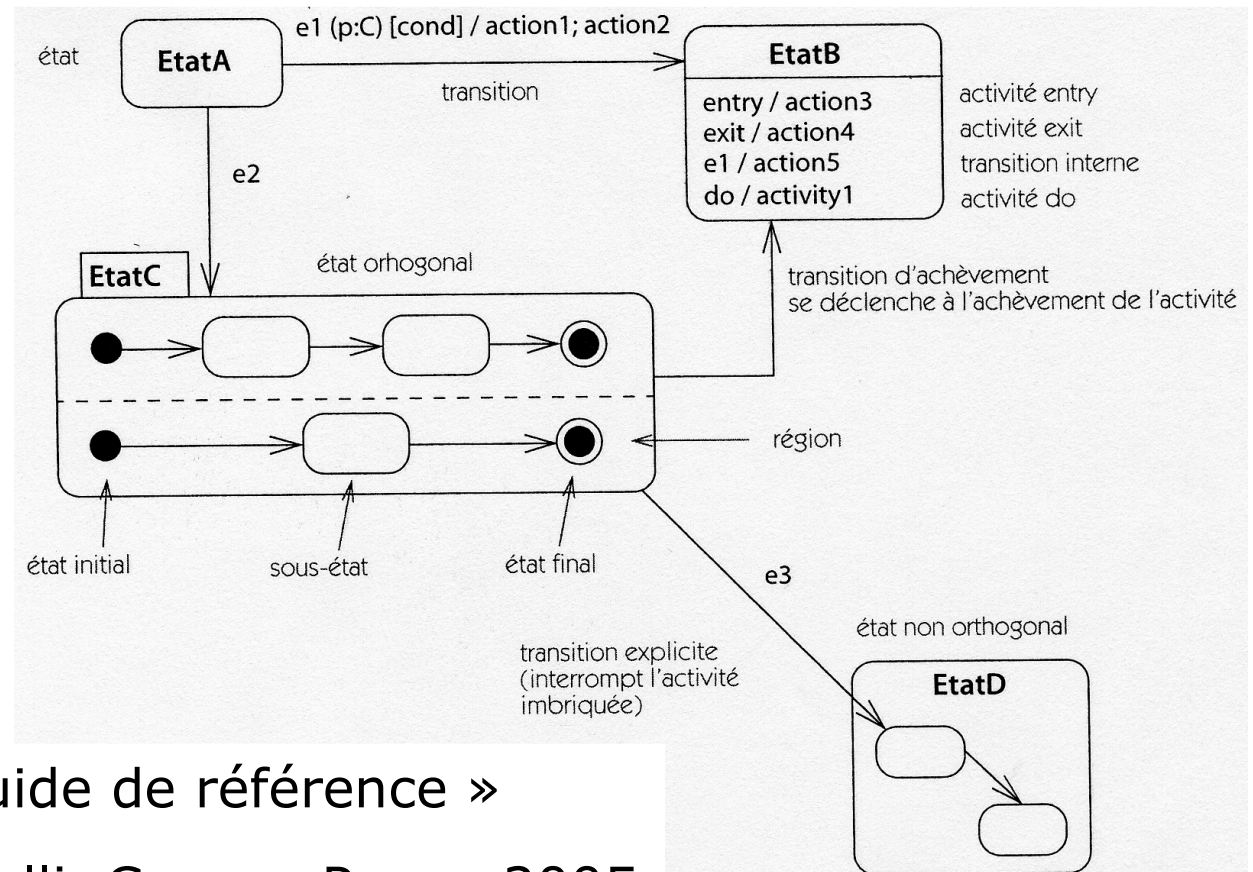 e1 (p:C) [cond] / action1; action2
état
EtatA
transition
EtatB
entry / action3
exit / action4
e1 / action5
do / activity1
activité entry
activité exit
transition interne
activité do
e2
EtatC
état orhogonal
transition d'achèvement
se déclenche à l'achèvement de l'activité
région
état initial
sous-état
état final
e3
transition explicite
(interrompt l'activité
imbriquée)
état non orthogonal
EtatD
de référence »